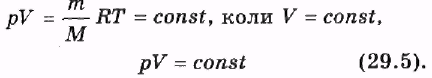 pV = m/M RT = const, коли V = const,
pV = const (29.5).